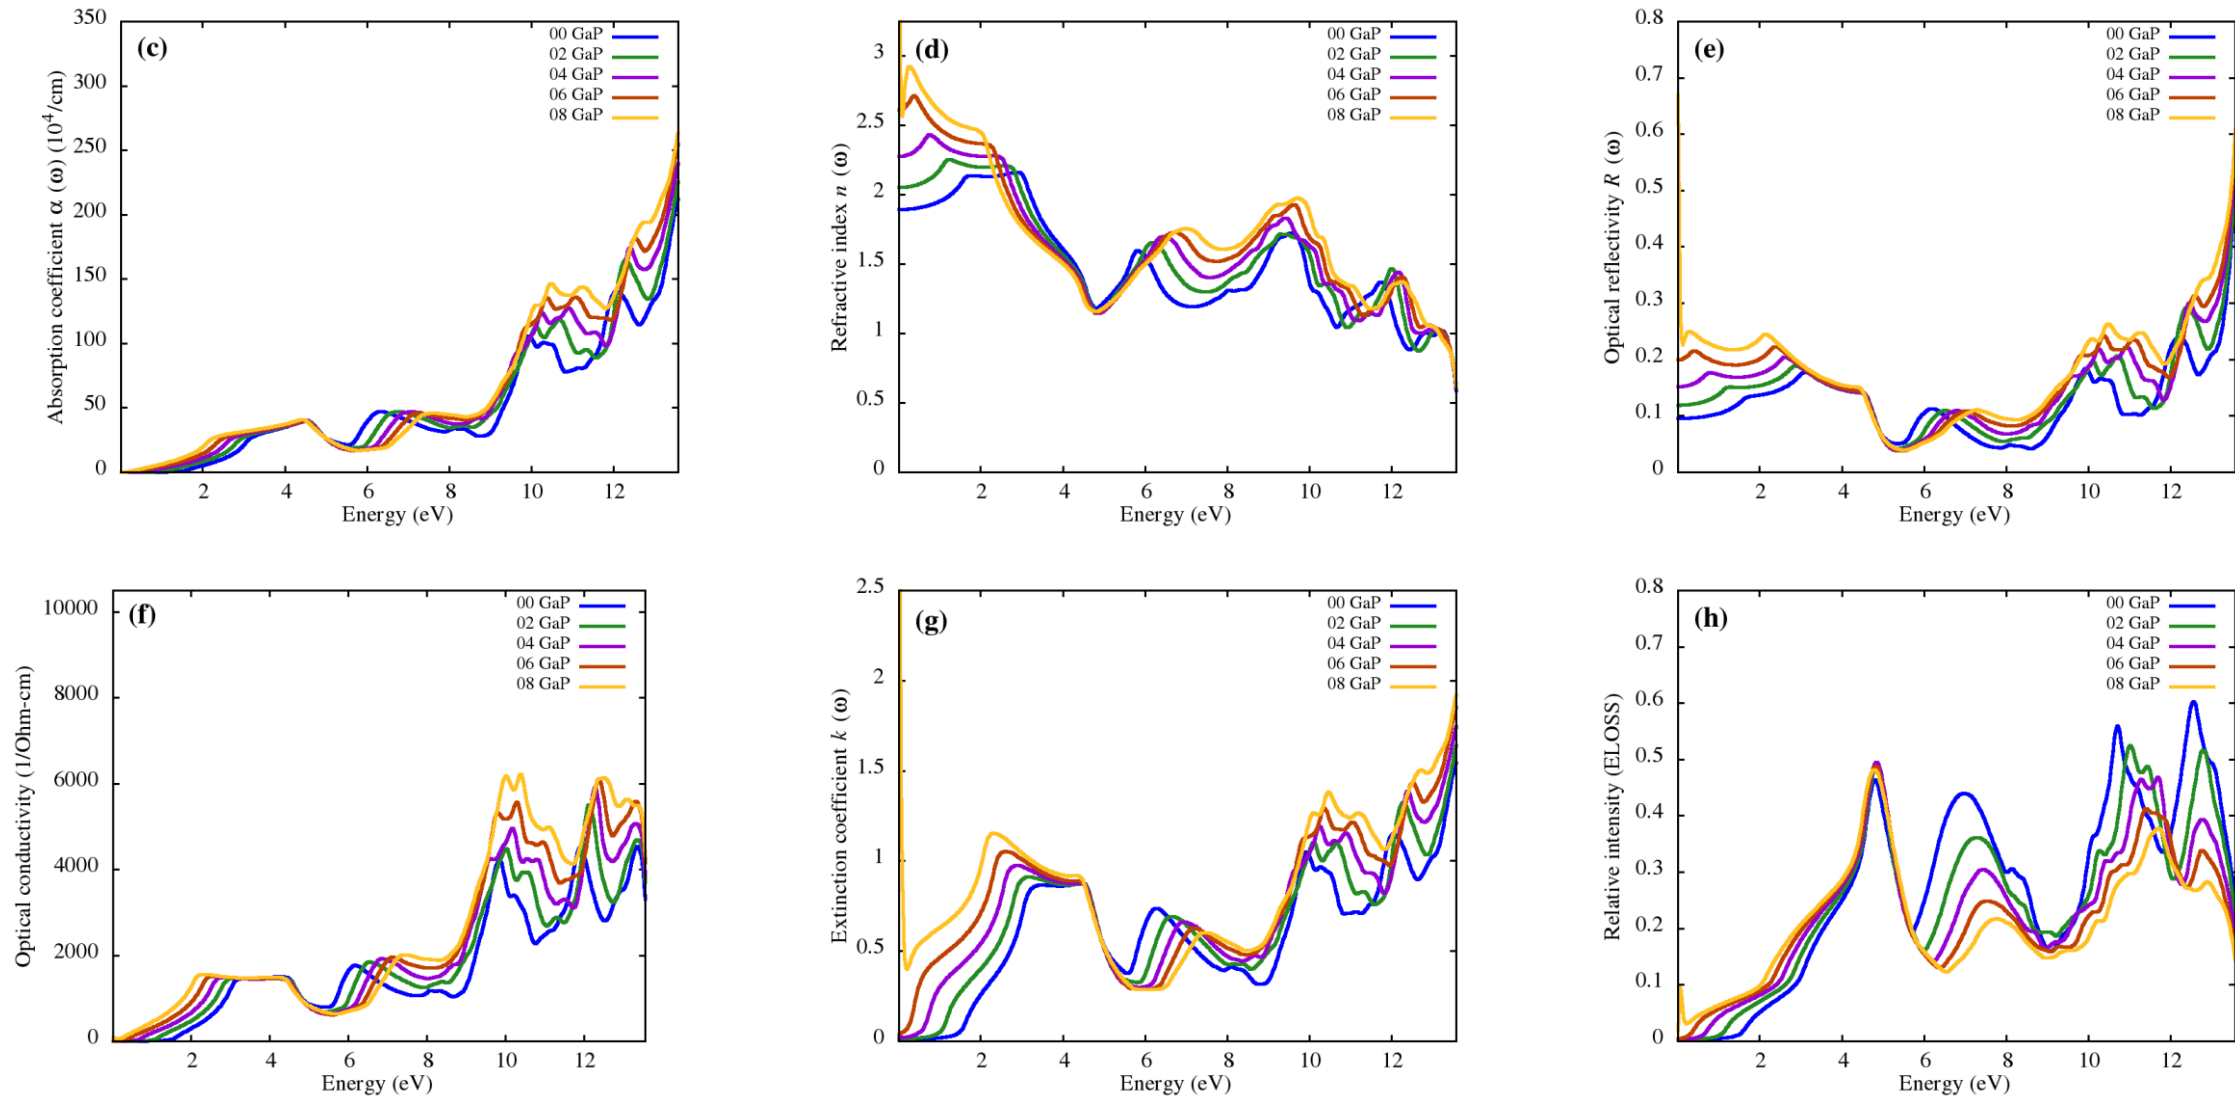 (c)
00 GaP
02 GaP
04 GaP
06 GaP
08 GaP
Absorption coefficient α (ω) (10⁴/cm)
350
300
250
200
150
100
50
0
2 4 6 8 10 12
Energy (eV)
(d)
00 GaP
02 GaP
04 GaP
06 GaP
08 GaP
Refractive index n (ω)
3
2.5
2
1.5
1
0.5
0
2 4 6 8 10 12
Energy (eV)
(e)
00 GaP
02 GaP
04 GaP
06 GaP
08 GaP
Optical reflectivity R (ω)
0.8
0.7
0.6
0.5
0.4
0.3
0.2
0.1
0
2 4 6 8 10 12
Energy (eV)
(f)
00 GaP
02 GaP
04 GaP
06 GaP
08 GaP
Optical conductivity (1/Ohm-cm)
10000
8000
6000
4000
2000
0
2 4 6 8 10 12
Energy (eV)
(g)
00 GaP
02 GaP
04 GaP
06 GaP
08 GaP
Extinction coefficient k (ω)
2.5
2
1.5
1
0.5
0
2 4 6 8 10 12
Energy (eV)
(h)
00 GaP
02 GaP
04 GaP
06 GaP
08 GaP
Relative intensity (ELOSS)
0.8
0.7
0.6
0.5
0.4
0.3
0.2
0.1
0
2 4 6 8 10 12
Energy (eV)